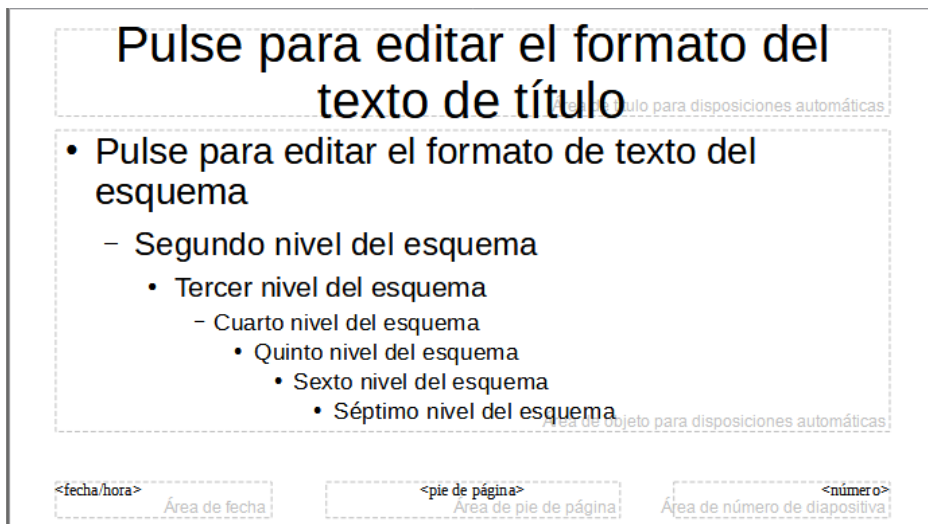 Pulse para editar el formato del
texto de título
Área de título para disposiciones automáticas
• Pulse para editar el formato de texto del
esquema
– Segundo nivel del esquema
• Tercer nivel del esquema
– Cuarto nivel del esquema
• Quinto nivel del esquema
• Sexto nivel del esquema
• Séptimo nivel del esquema
Área de objeto para disposiciones automáticas
<fecha/hora>
Área de fecha
<pie de página>
Área de pie de página
<número>
Área de número de diapositiva